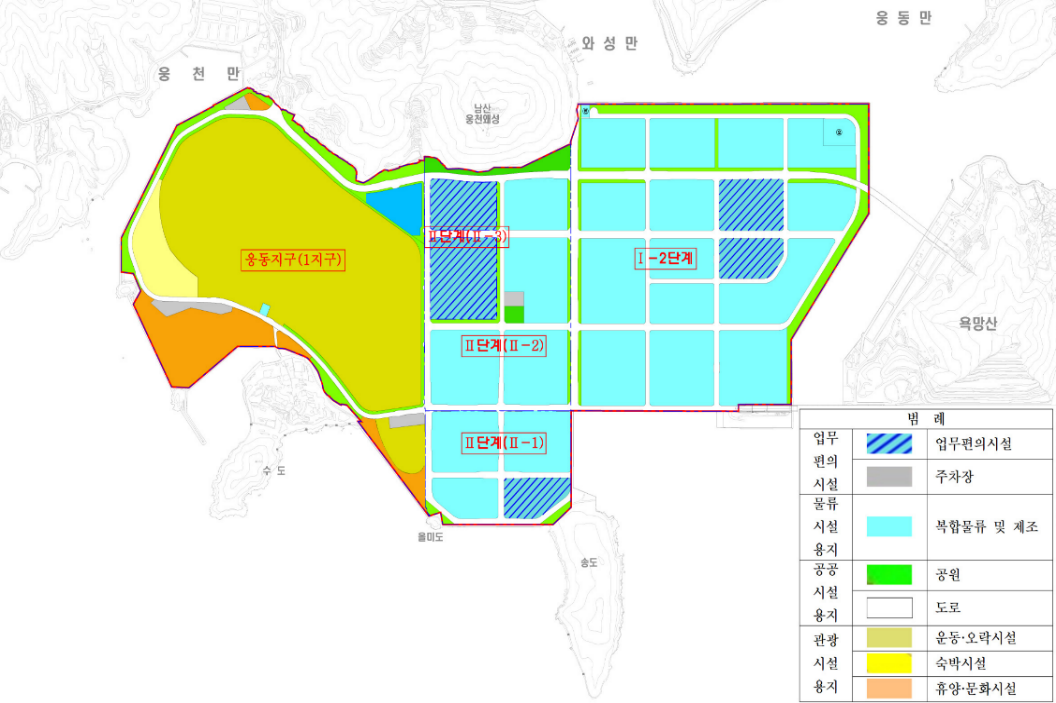 웅동만
와성만
웅천만
남산
웅천왜성
Ⅱ단계(Ⅱ-3)
웅동지구(1지구)
Ⅰ-2단계
욕망산
Ⅱ단계(Ⅱ-2)
Ⅱ단계(Ⅱ-1)
수도
울미도
송도
범 례
업무
편의
시설
업무편의시설
주차장
물류
시설
용지
복합물류 및 제조
공공
시설
용지
공원
도로
관광
시설
용지
운동·오락시설
숙박시설
휴양·문화시설